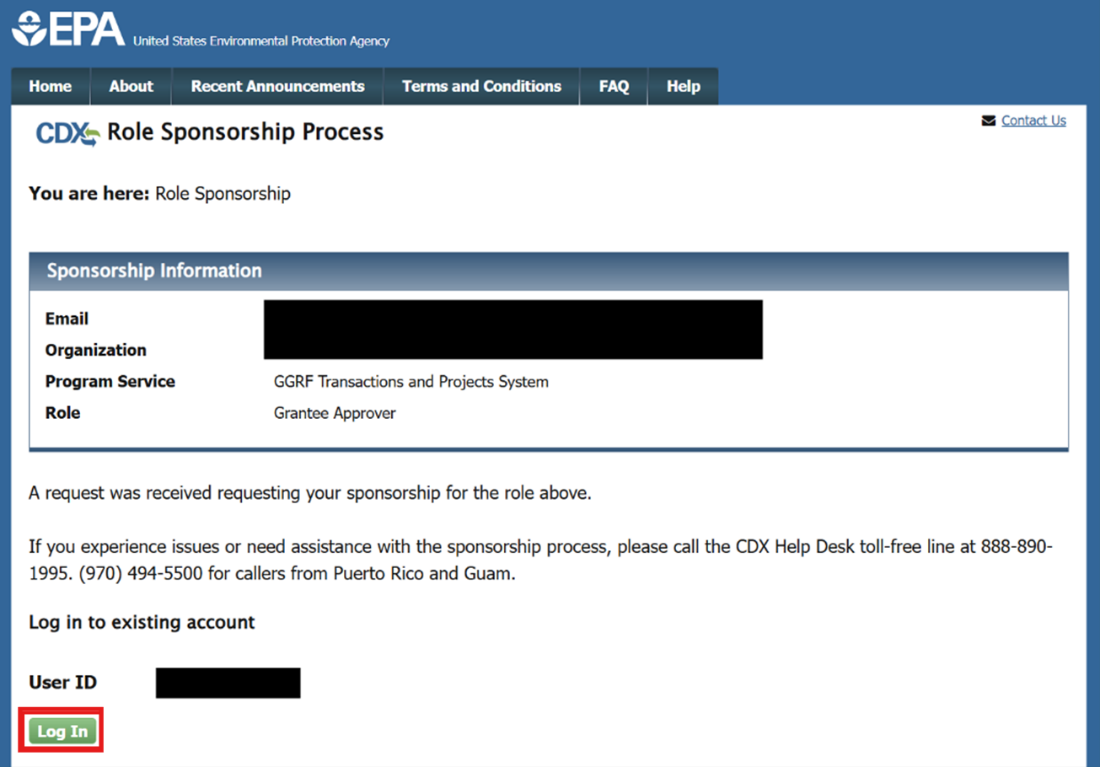 EPA United States Environmental Protection Agency
Home About Recent Announcements Terms and Conditions FAQ Help
CDX Role Sponsorship Process
Contact Us
You are here: Role Sponsorship
Sponsorship Information
Email
Organization
Program Service GGRF Transactions and Projects System
Role Grantee Approver
A request was received requesting your sponsorship for the role above.
If you experience issues or need assistance with the sponsorship process, please call the CDX Help Desk toll-free line at 888-890-
1995. (970) 494-5500 for callers from Puerto Rico and Guam.
Log in to existing account
User ID
Log In